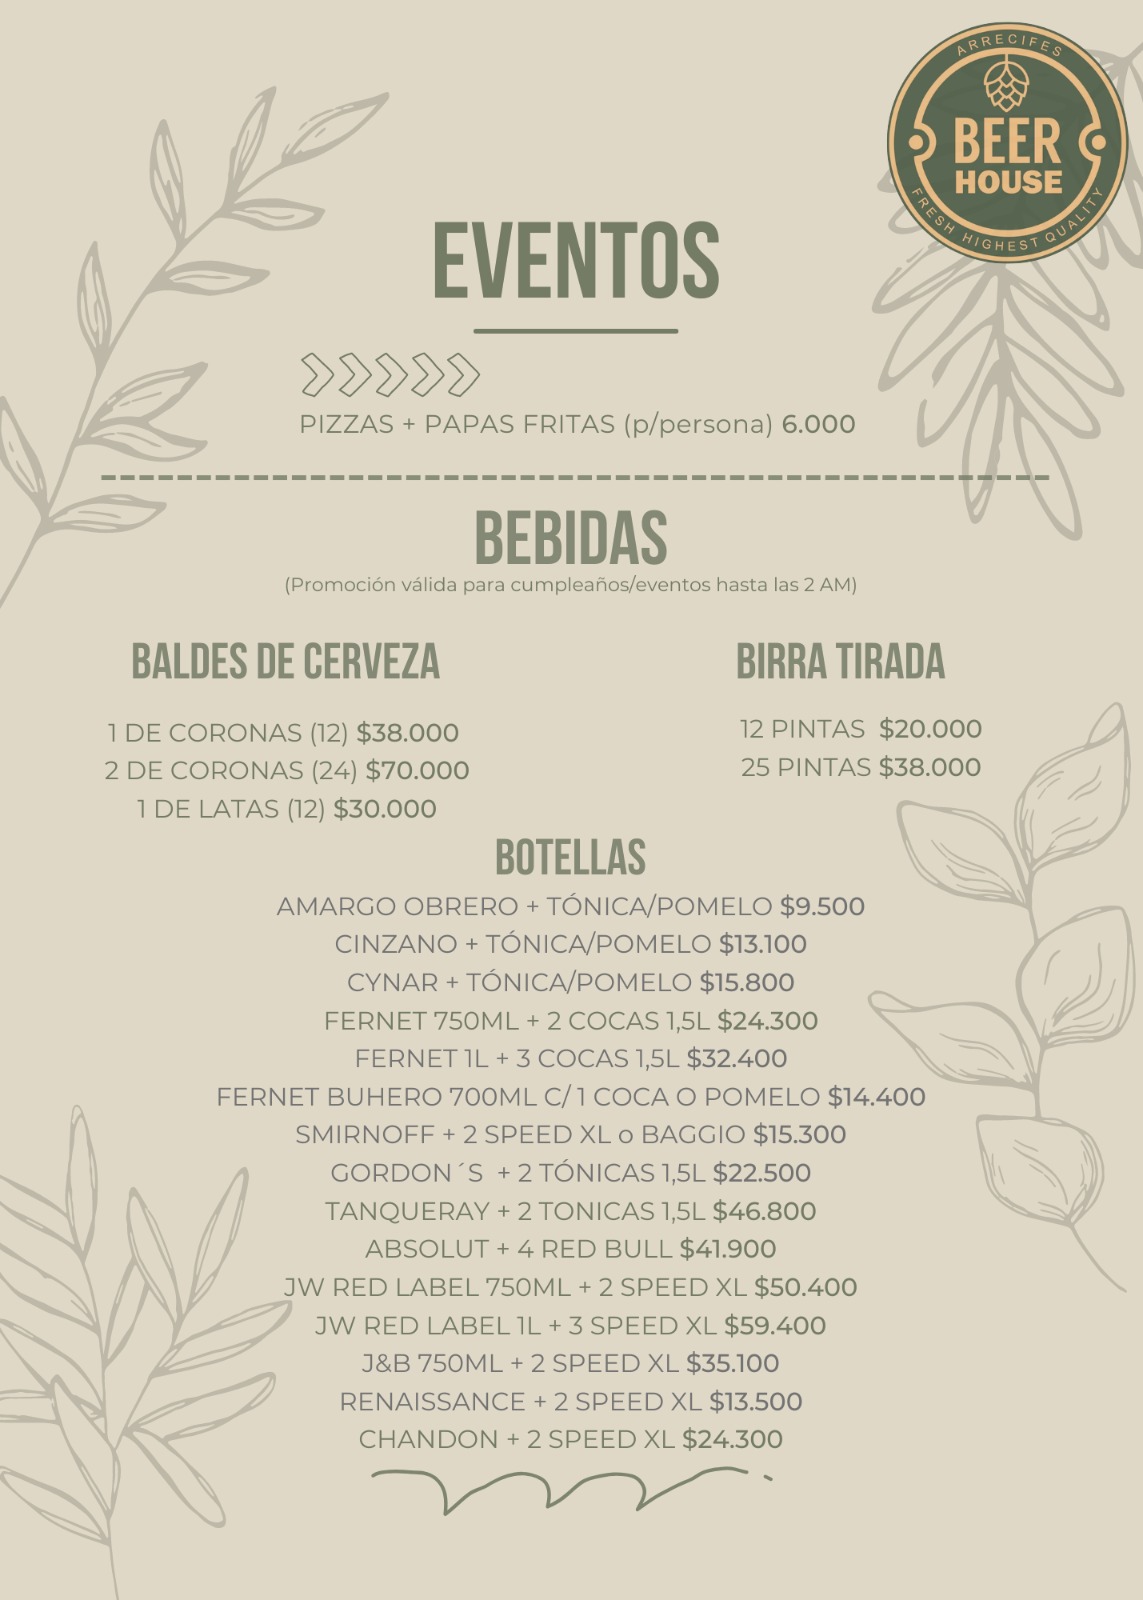 ARRECIFES
BEER
HOUSE
FRESH HIGHEST QUALITY
EVENTOS
PIZZAS + PAPAS FRITAS (p/persona) 6.000
BEBIDAS
(Promoción válida para cumpleaños/eventos hasta las 2 AM)
BALDES DE CERVEZA
1 DE CORONAS (12) $38.000
2 DE CORONAS (24) $70.000
1 DE LATAS (12) $30.000
BIRRA TIRADA
12 PINTAS $20.000
25 PINTAS $38.000
BOTELLAS
AMARGO OBRERO + TÓNICA/POMELO $9.500
CINZANO + TÓNICA/POMELO $13.100
CYNAR + TÓNICA/POMELO $15.800
FERNET 750ML + 2 COCAS 1,5L $24.300
FERNET 1L + 3 COCAS 1,5L $32.400
FERNET BUHERO 700ML C/ 1 COCA O POMELO $14.400
SMIRNOFF + 2 SPEED XL o BAGGIO $15.300
GORDON´S + 2 TÓNICAS 1,5L $22.500
TANQUERAY + 2 TONICAS 1,5L $46.800
ABSOLUT + 4 RED BULL $41.900
JW RED LABEL 750ML + 2 SPEED XL $50.400
JW RED LABEL 1L + 3 SPEED XL $59.400
J&B 750ML + 2 SPEED XL $35.100
RENAISSANCE + 2 SPEED XL $13.500
CHANDON + 2 SPEED XL $24.300